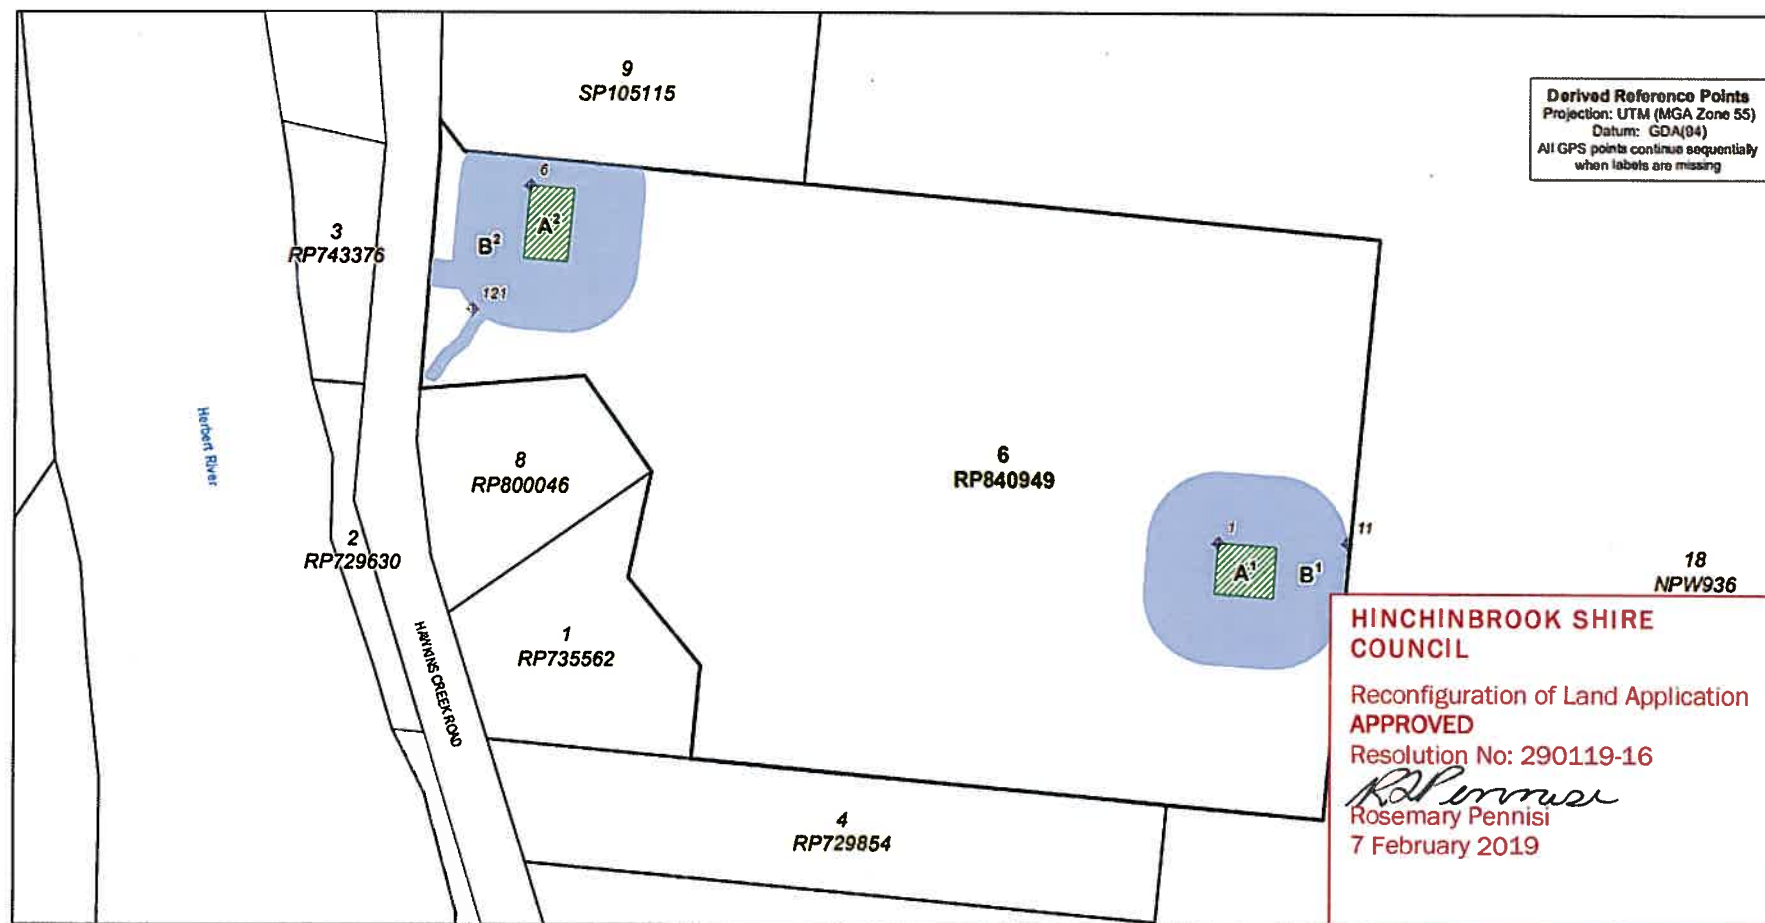 9
SP105115
Derived Reference Points
Projection: UTM (MGA Zone 55)
Datum: GDA(94)
All GPS points continue sequentially
when labels are missing
6
A²
B²
3
RP743376
121
Herbert River
8
RP800046
6
RP840949
2
RP729630
1
11
A¹
B¹
18
NPW936
HAWKINS CREEK ROAD
1
RP735562
4
RP729854
HINCHINBROOK SHIRE
COUNCIL
Reconfiguration of Land Application
APPROVED
Resolution No: 290119-16
R Pennisi
Rosemary Pennisi
7 February 2019